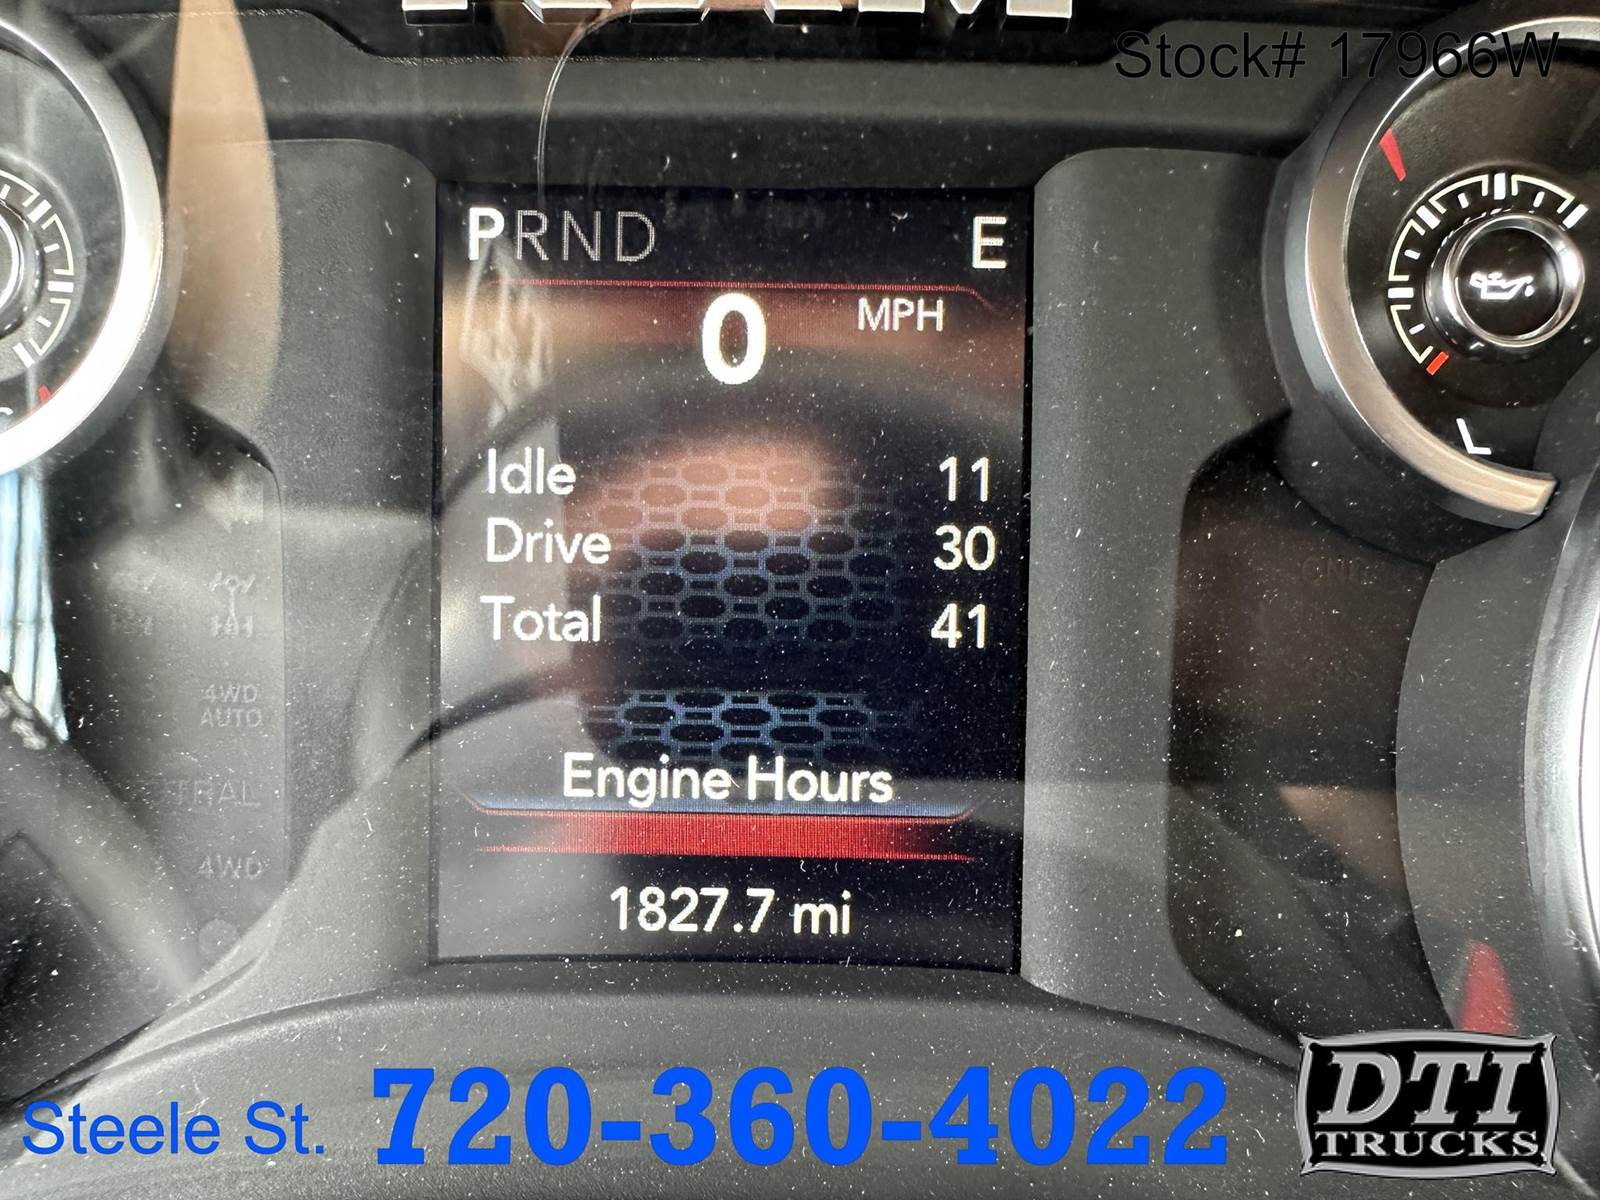 RAM
Stock# 17966W
PRND E
0 MPH
Idle 11
Drive 30
Total 41
Engine Hours
1827.7 mi
L
4WD
AUTO
4WD
Steele St. 720-360-4022
DTI
TRUCKS